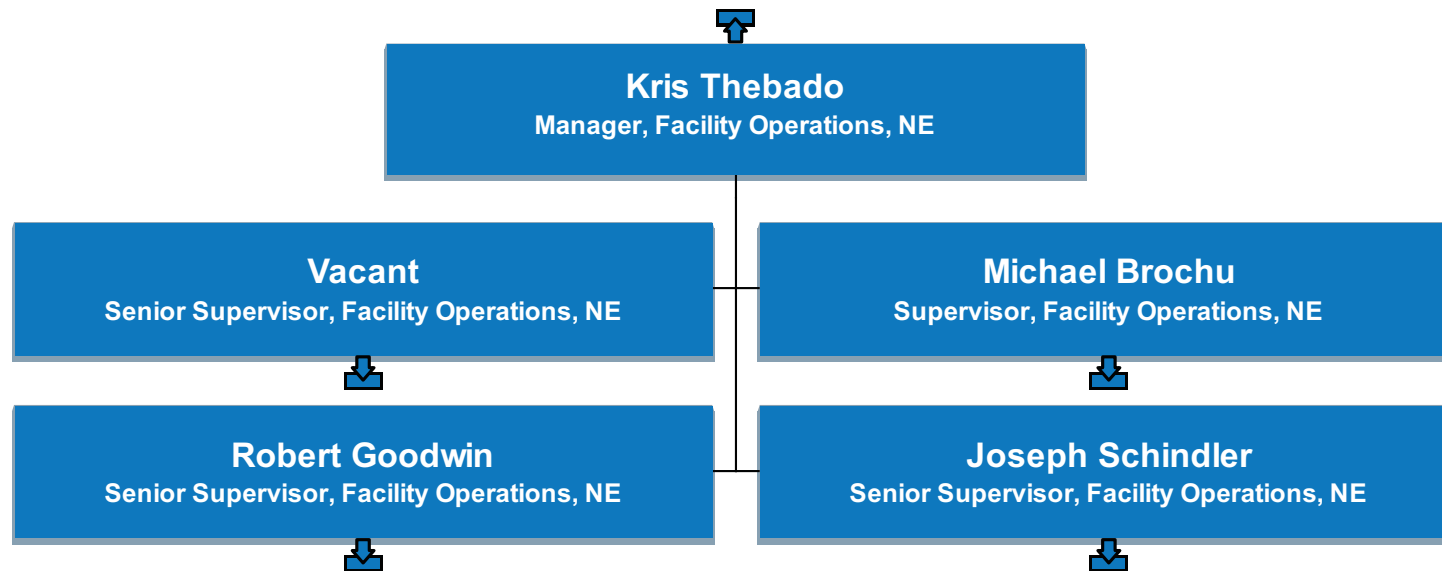 Kris Thebado
Manager, Facility Operations, NE
Vacant
Senior Supervisor, Facility Operations, NE
Michael Brochu
Supervisor, Facility Operations, NE
Robert Goodwin
Senior Supervisor, Facility Operations, NE
Joseph Schindler
Senior Supervisor, Facility Operations, NE